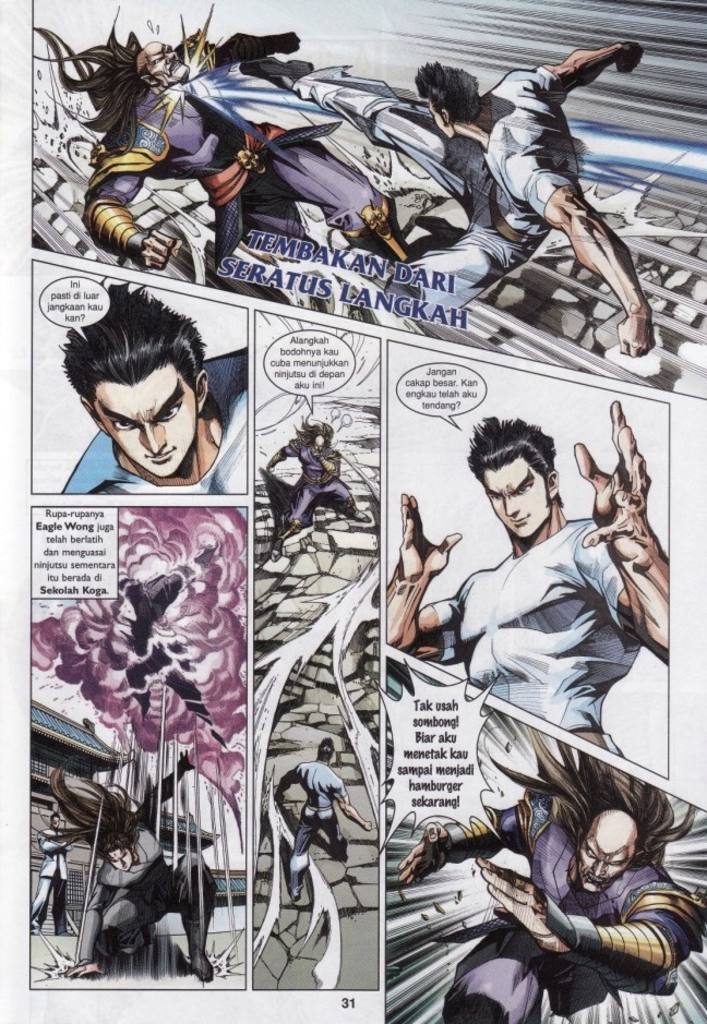 TEMBAKAN DARI
SERATUS LANGKAH
Ini
pasti di luar
jangkaan kau
kan?
Alangkah
bodohnya kau
cuba menunjukkan
ninjutsu di depan
aku ini!
Jangan
cakap besar. Kan
engkau telah aku
tendang?
Rupa-rupanya
Eagle Wong juga
telah berlatih
dan menguasai
ninjutsu sementara
itu berada di
Sekolah Koga.
Tak usah
sombong!
Biar aku
menetak kau
sampai menjadi
hamburger
sekarang!
31